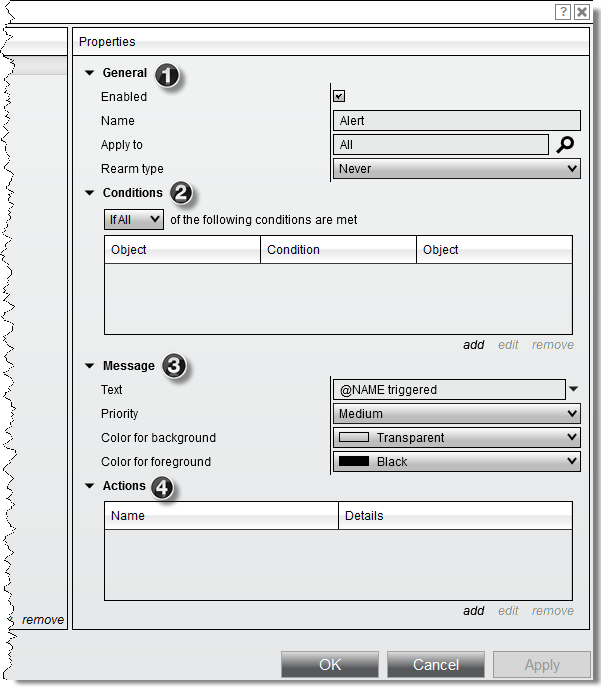 ?
Properties
General 1
Enabled
Name Alert
Apply to All
Rearm type Never
Conditions 2
If All of the following conditions are met
Object Condition Object
add edit remove
Message 3
Text @NAME triggered
Priority Medium
Color for background Transparent
Color for foreground Black
Actions 4
Name Details
add edit remove
remove
OK Cancel Apply